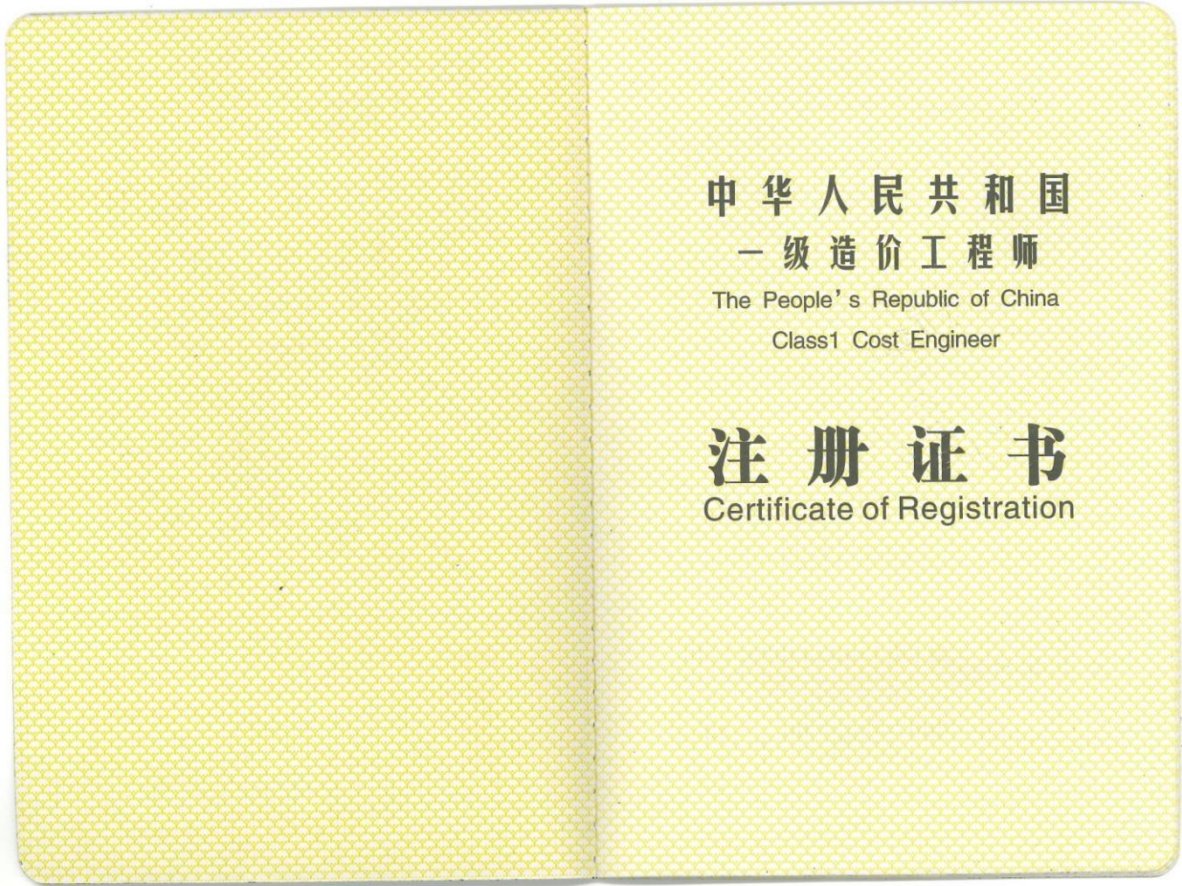 中华人民共和国
一级造价工程师
The People's Republic of China
Class1 Cost Engineer
注册证书
Certificate of Registration